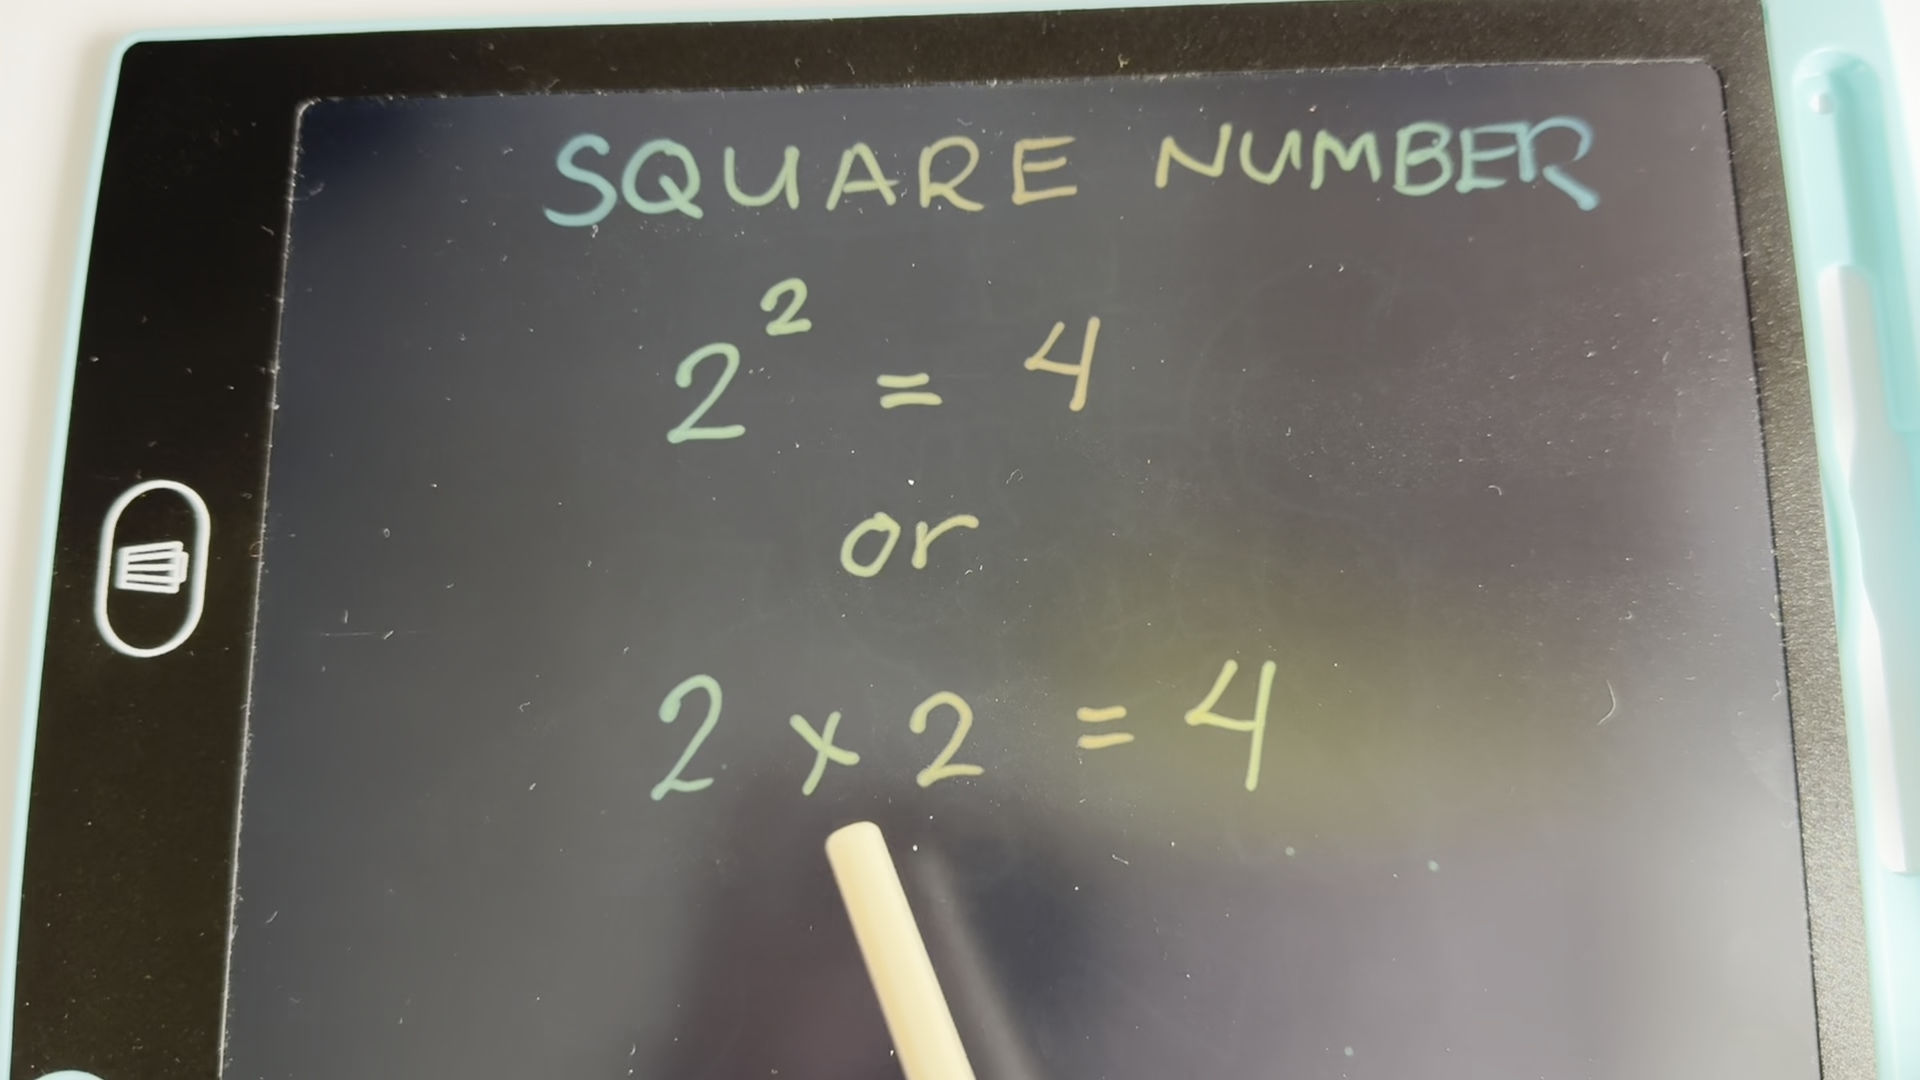 SQUARE NUMBER
2² = 4
or
2 x 2 = 4